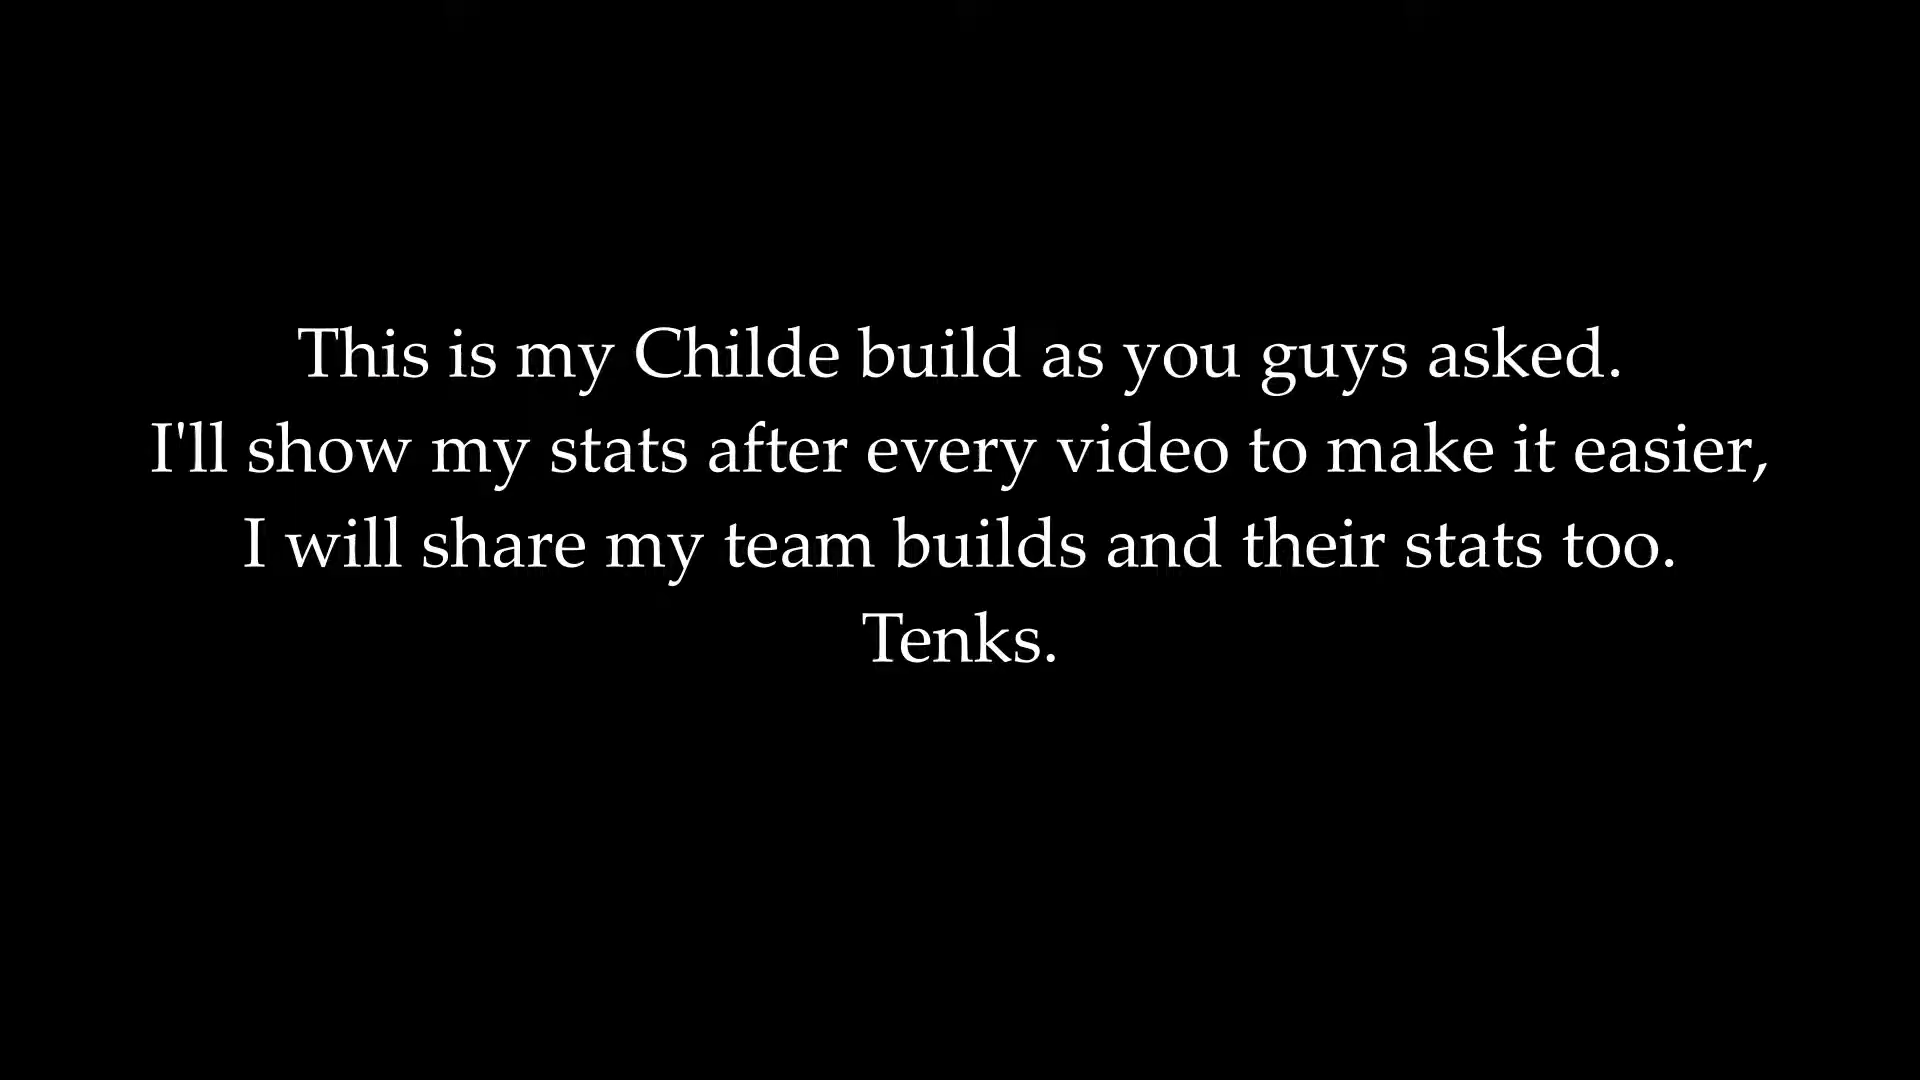 This is my Childe build as you guys asked.
I'll show my stats after every video to make it easier,
I will share my team builds and their stats too.
Tenks.